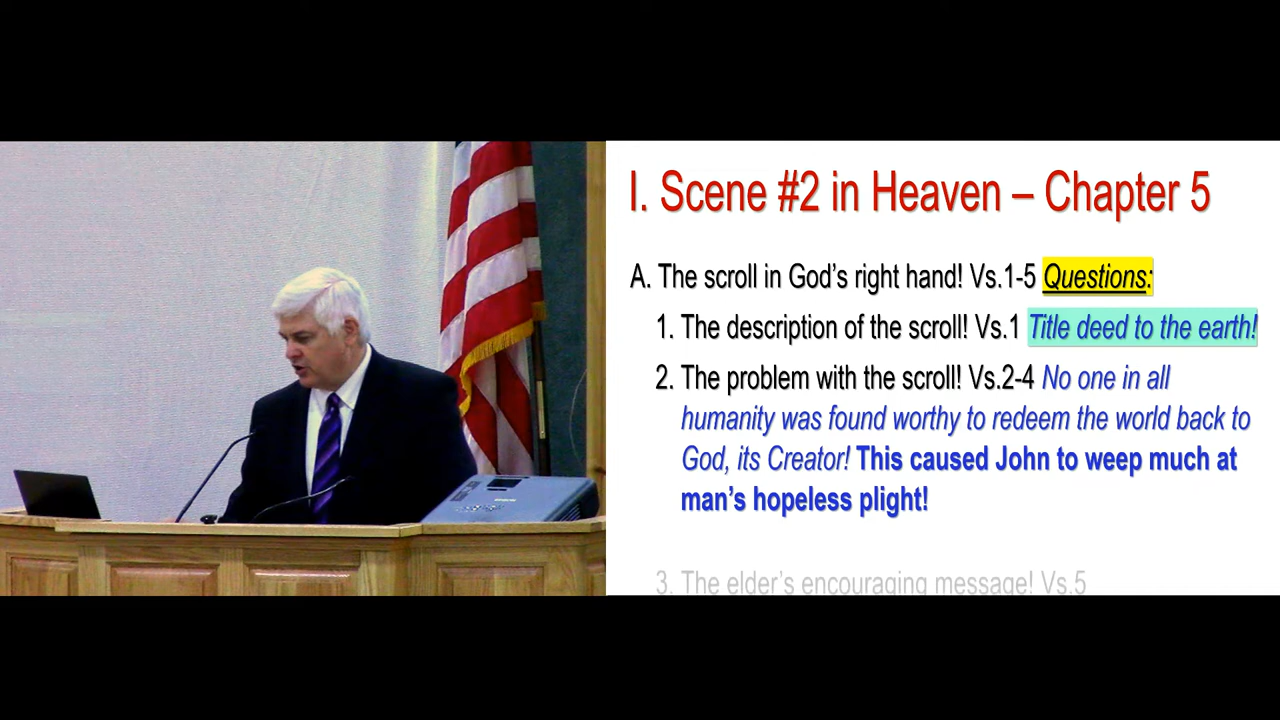 I. Scene #2 in Heaven – Chapter 5
A. The scroll in God’s right hand! Vs.1-5 Questions:
1. The description of the scroll! Vs.1 Title deed to the earth!
2. The problem with the scroll! Vs.2-4 No one in all
humanity was found worthy to redeem the world back to
God, its Creator! This caused John to weep much at
man’s hopeless plight!
3. The elder’s encouraging message! Vs.5